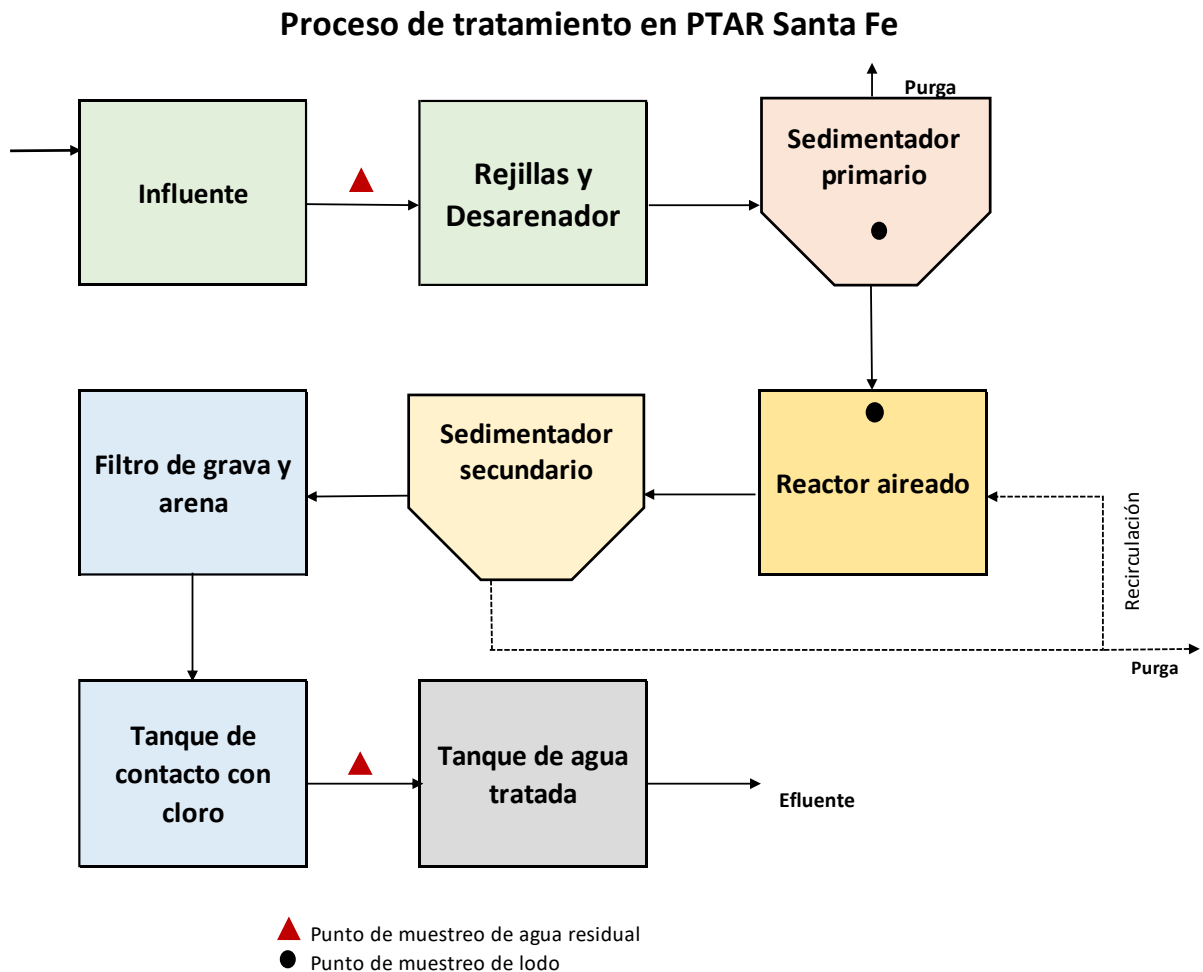 Proceso de tratamiento en PTAR Santa Fe
Purga
Influente
Rejillas y
Desarenador
Sedimentador
primario
Filtro de grava y
arena
Sedimentador
secundario
Reactor aireado
Recirculación
Purga
Tanque de
contacto con
cloro
Tanque de agua
tratada
Efluente
Punto de muestreo de agua residual
Punto de muestreo de lodo